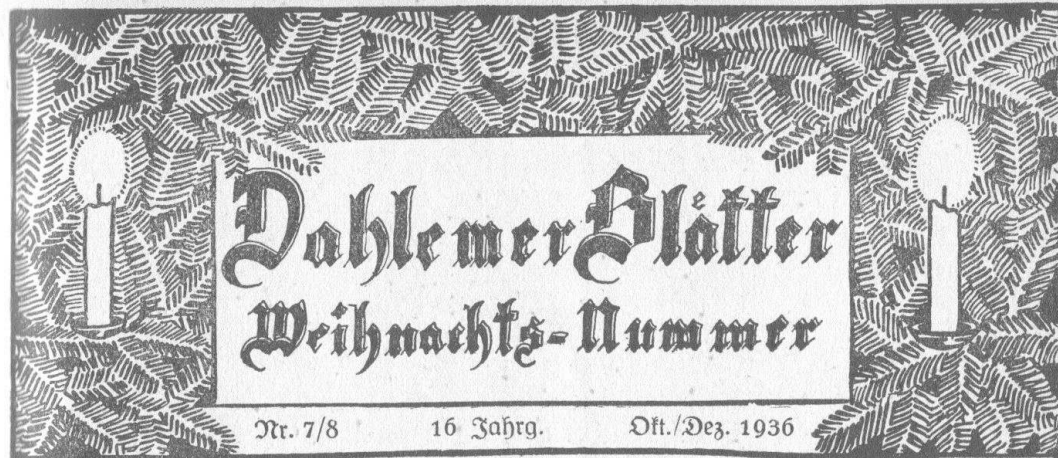 Dahlemer Blätter
Weihnachts-Nummer
Nr. 7/8 16 Jahrg. Okt./Dez. 1936